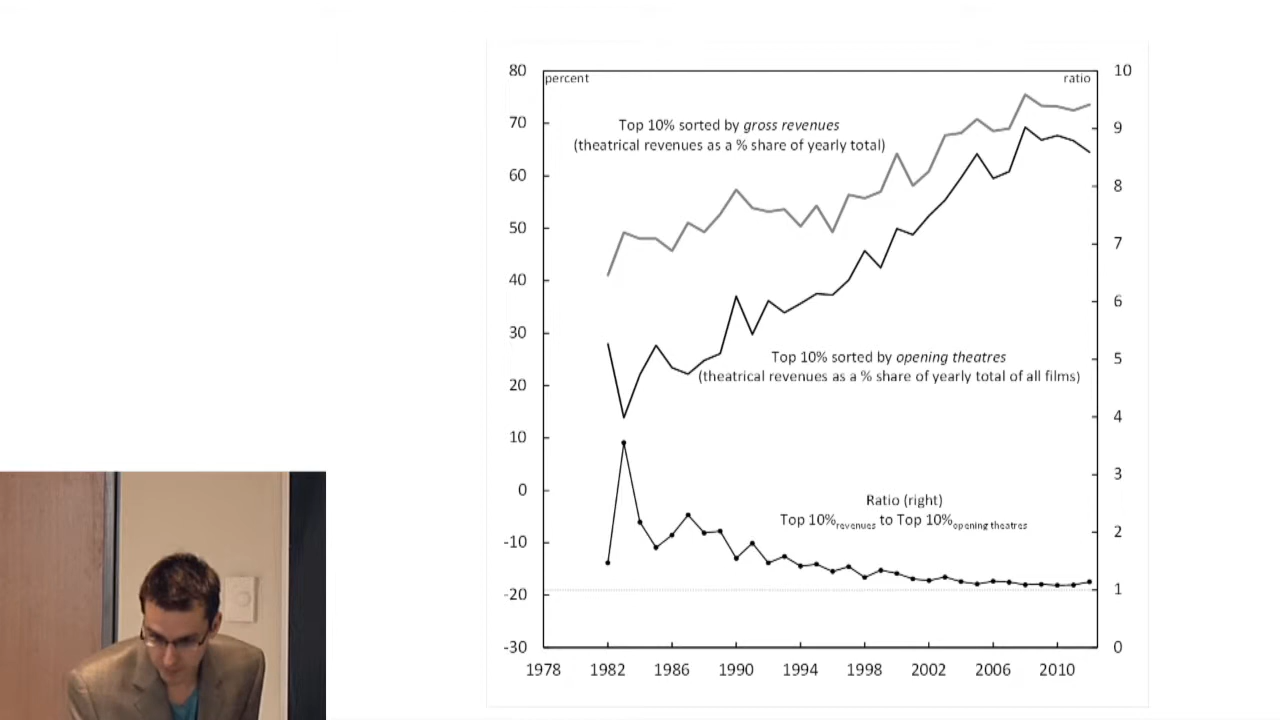 percent
ratio
Top 10% sorted by gross revenues
(theatrical revenues as a % share of yearly total)
Top 10% sorted by opening theatres
(theatrical revenues as a % share of yearly total of all films)
Ratio (right)
Top 10%revenues to Top 10%opening theatres
80
70
60
50
40
30
20
10
0
-10
-20
-30
10
9
8
7
6
5
4
3
2
1
0
1978 1982 1986 1990 1994 1998 2002 2006 2010